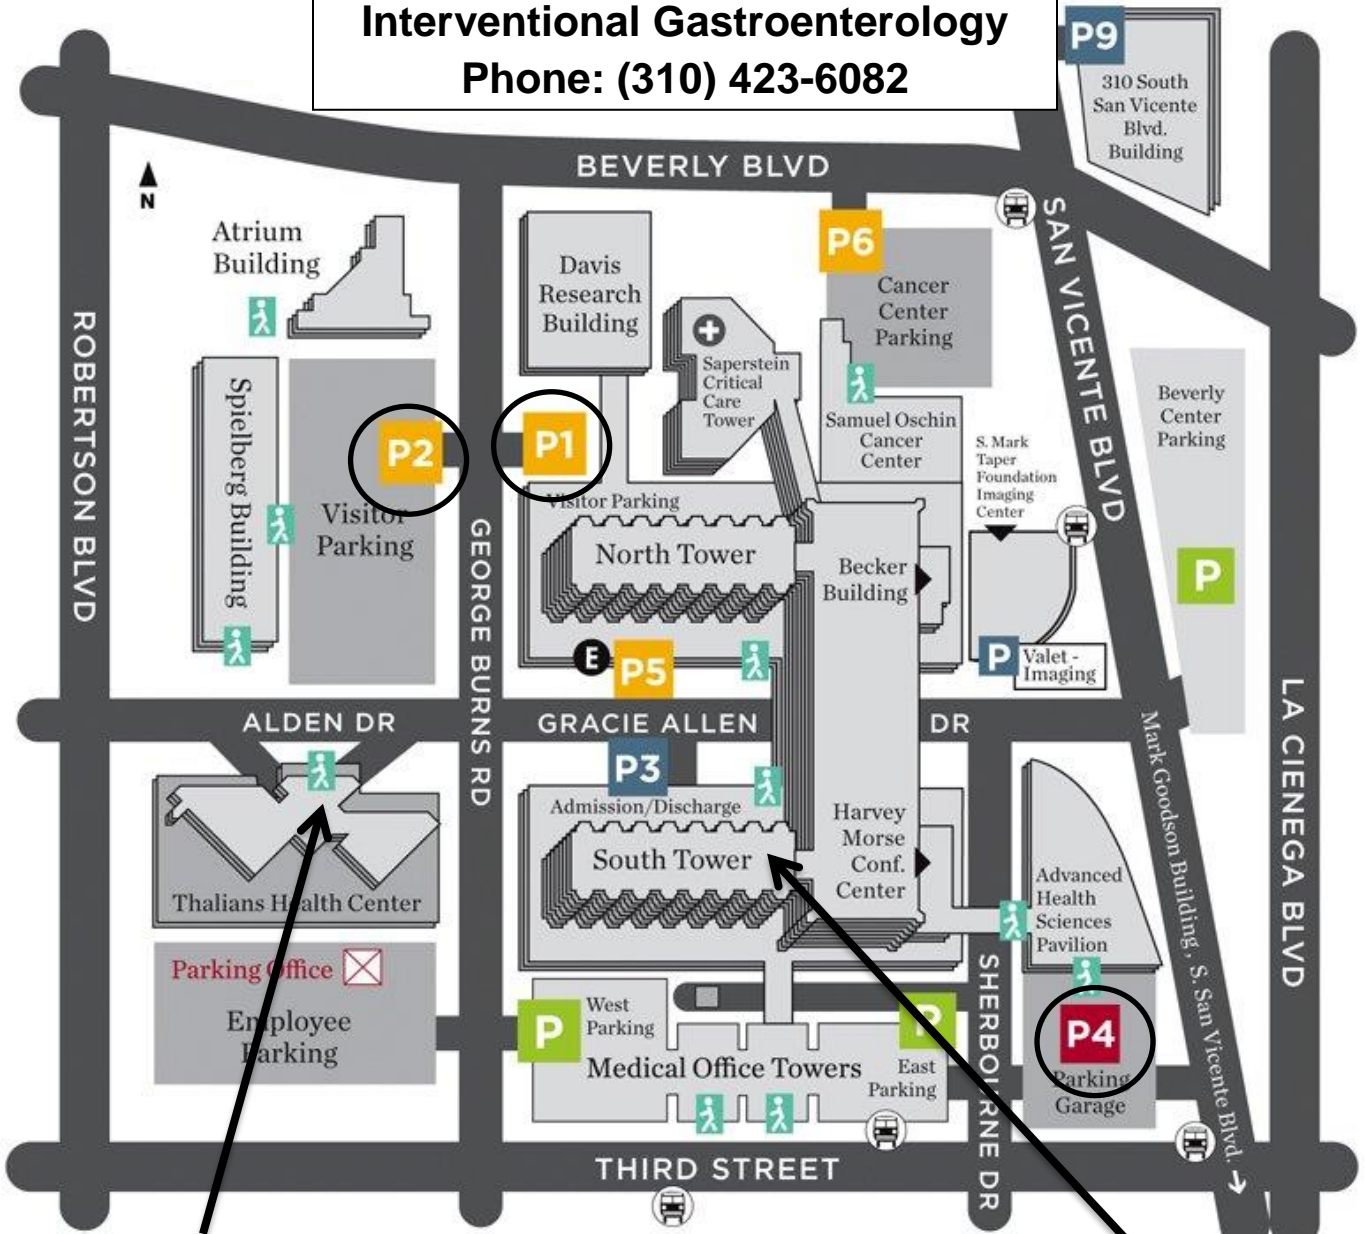 Interventional Gastroenterology
Phone: (310) 423-6082
P9
310 South
San Vicente
Blvd.
Building
BEVERLY BLVD
N
Atrium
Building
Davis
Research
Building
P6
Cancer
Center
Parking
SAN VICENTE BLVD
ROBERTSON BLVD
Spielberg Building
Saperstein
Critical
Care
Tower
Beverly
Center
Parking
P2
P1
Samuel Oschin
Cancer
Center
S. Mark
Taper
Foundation
Imaging
Center
Visitor
Parking
Visitor Parking
North Tower
Becker
Building
P
GEORGE BURNS RD
E
P5
P
Valet -
Imaging
ALDEN DR
GRACIE ALLEN
DR
LA CIENEGA BLVD
P3
Admission/Discharge
South Tower
Harvey
Morse
Conf.
Center
Mark Goodson Building, S. San Vicente Blvd.
Thalians Health Center
Advanced
Health
Sciences
Pavilion
Parking Office
Employee
Parking
P
West
Parking
P
SHERBOURNE DR
P4
Parking
Garage
Medical Office Towers
East
Parking
THIRD STREET